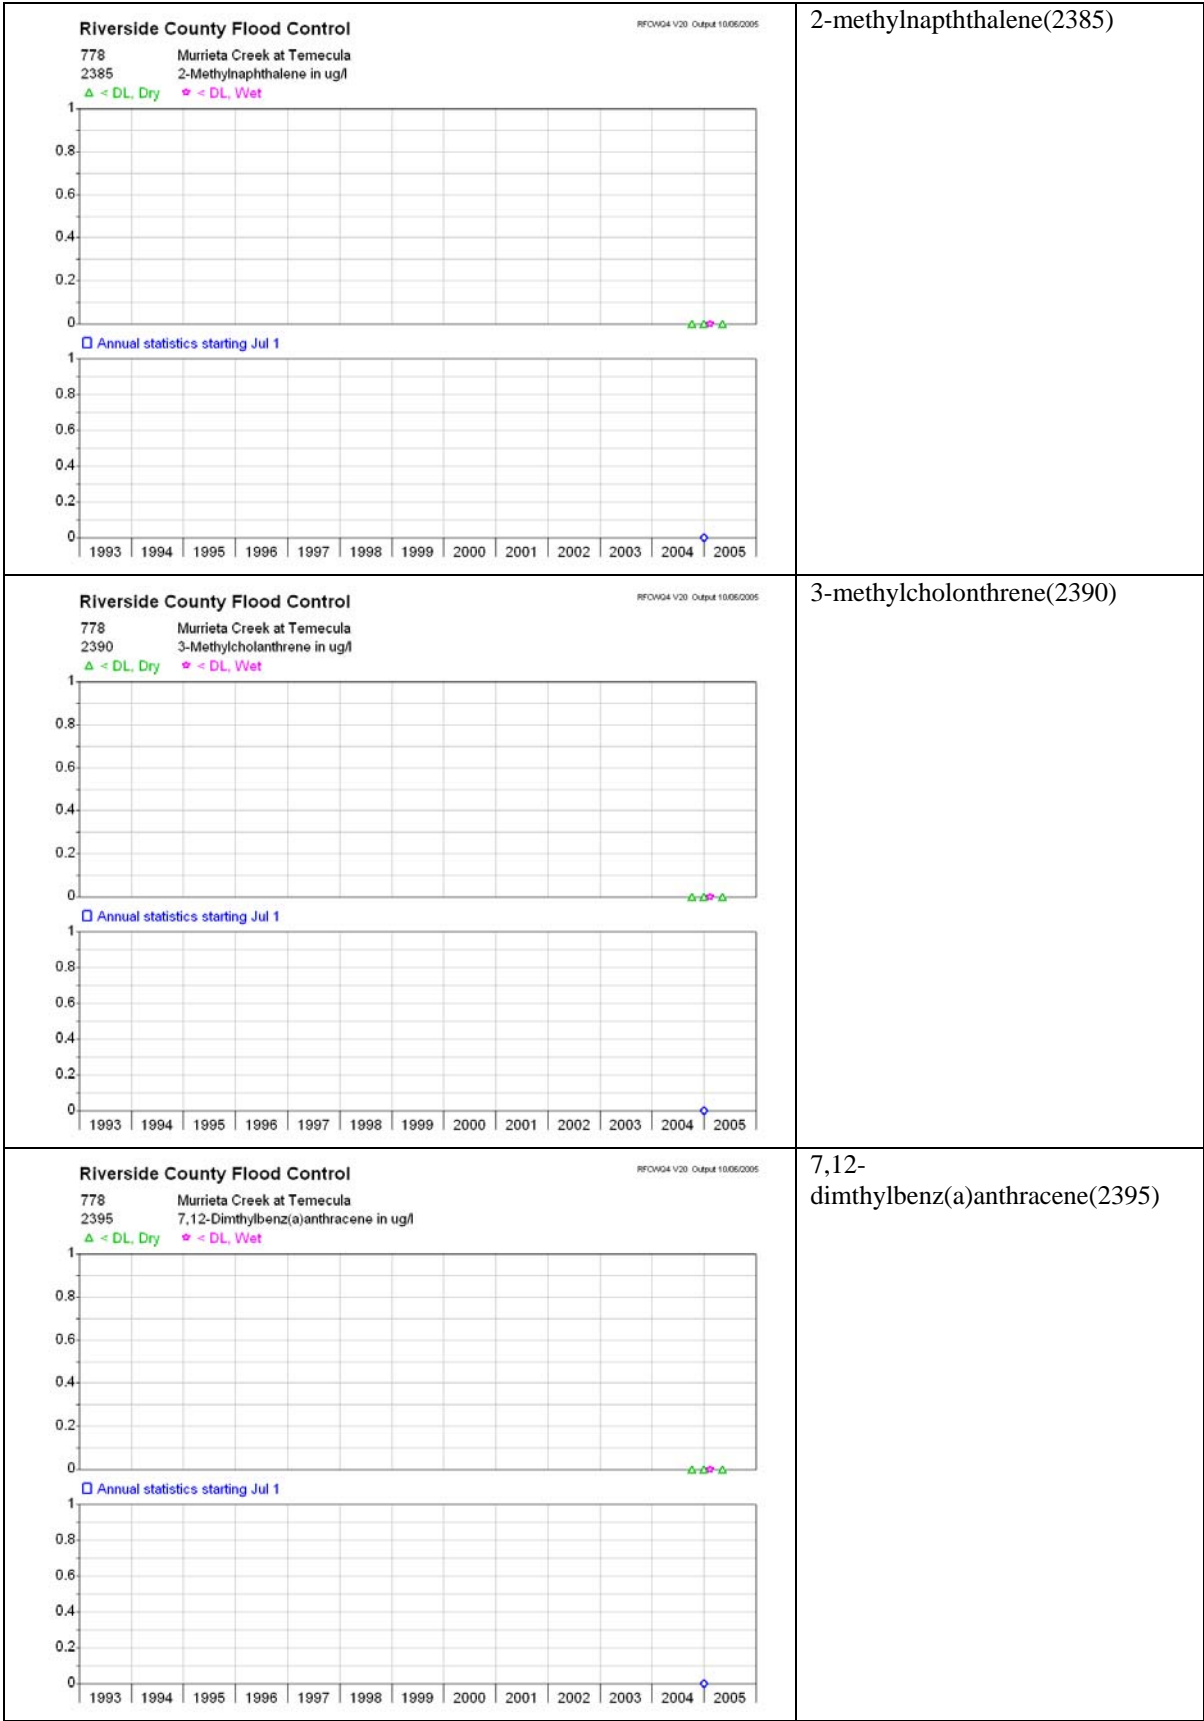 Riverside County Flood Control
RFCWQ4 V20 Output 10/06/2005
778 Murrieta Creek at Temecula
2385 2-Methylnaphthalene in ug/l
< DL, Dry < DL, Wet
1
0.8
0.6
0.4
0.2
0
Annual statistics starting Jul 1
1
0.8
0.6
0.4
0.2
0
1993 1994 1995 1996 1997 1998 1999 2000 2001 2002 2003 2004 2005
2-methylnapththalene(2385)
Riverside County Flood Control
RFCWQ4 V20 Output 10/06/2005
778 Murrieta Creek at Temecula
2390 3-Methylcholanthrene in ug/l
< DL, Dry < DL, Wet
1
0.8
0.6
0.4
0.2
0
Annual statistics starting Jul 1
1
0.8
0.6
0.4
0.2
0
1993 1994 1995 1996 1997 1998 1999 2000 2001 2002 2003 2004 2005
3-methylcholonthrene(2390)
Riverside County Flood Control
RFCWQ4 V20 Output 10/06/2005
778 Murrieta Creek at Temecula
2395 7,12-Dimthylbenz(a)anthracene in ug/l
< DL, Dry < DL, Wet
1
0.8
0.6
0.4
0.2
0
Annual statistics starting Jul 1
1
0.8
0.6
0.4
0.2
0
1993 1994 1995 1996 1997 1998 1999 2000 2001 2002 2003 2004 2005
7,12-
dimthylbenz(a)anthracene(2395)